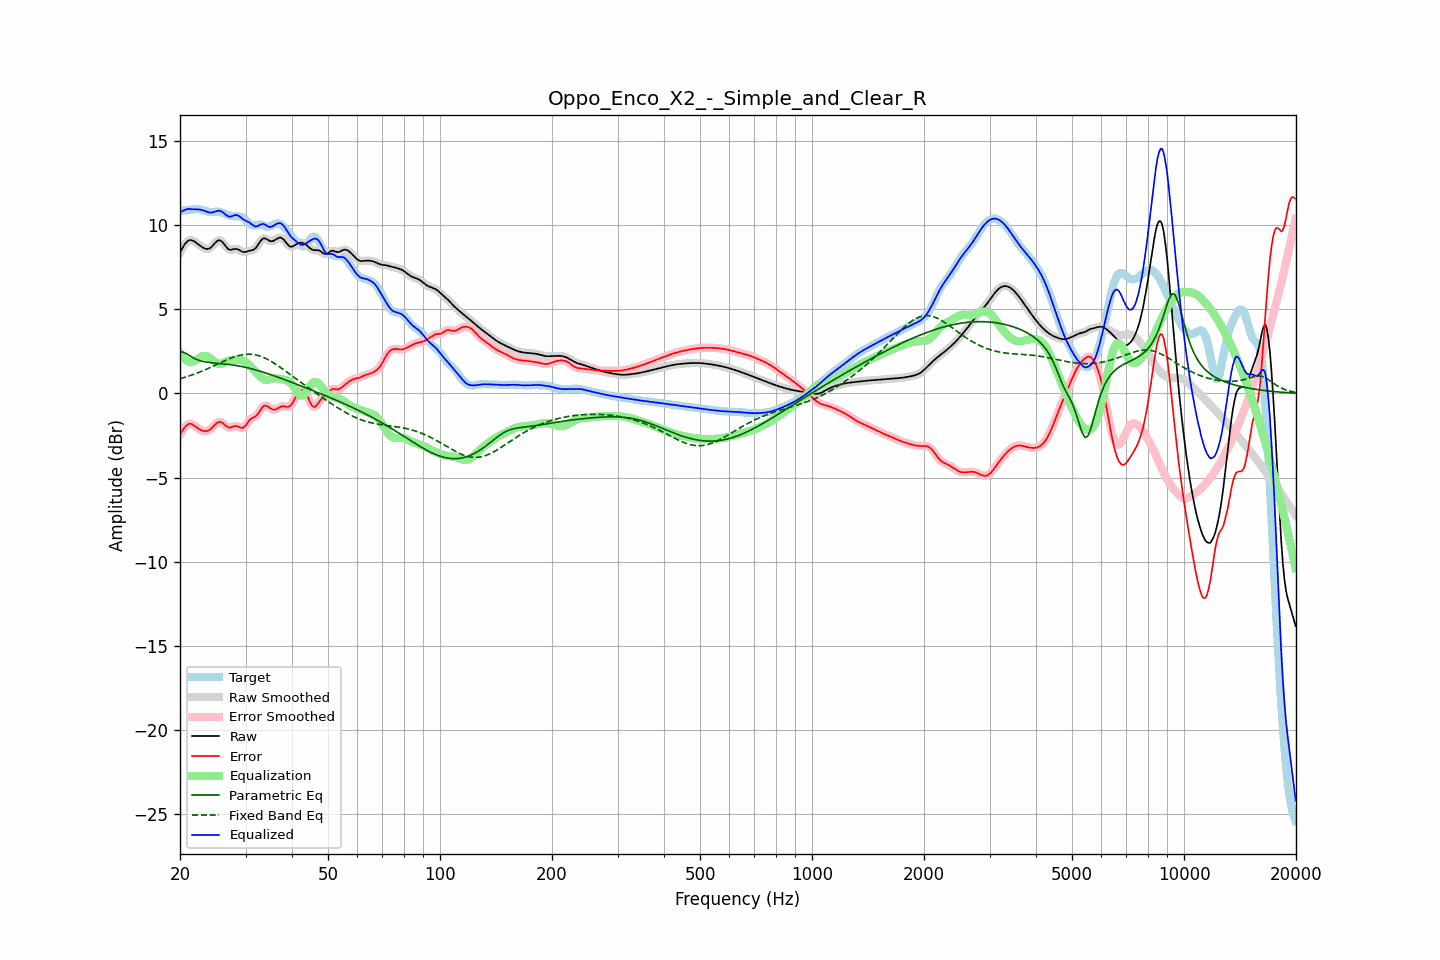 Oppo_Enco_X2_-_Simple_and_Clear_R
Amplitude (dBr)
15
10
5
0
−5
−10
−15
−20
−25
Target
Raw Smoothed
Error Smoothed
Raw
Error
Equalization
Parametric Eq
Fixed Band Eq
Equalized
20 50 100 200 500 1000 2000 5000 10000 20000
Frequency (Hz)